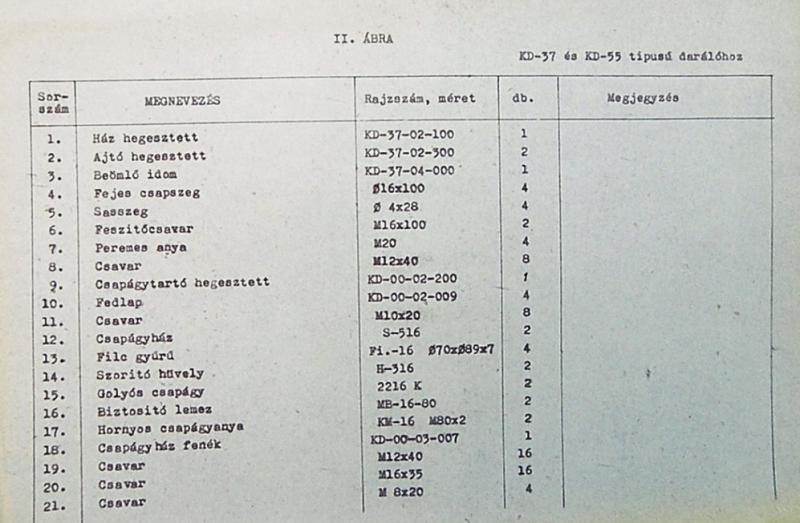 II. ÁBRA
KD-37 és KD-55 tipusú darálóhoz
Sor-szám MEGNEVEZÉS Rajzszám, méret db. Megjegyzés
1. Ház hegesztett KD-37-02-100 1
2. Ajtó hegesztett KD-37-02-300 2
3. Beömlő idom KD-37-04-000 1
4. Fejes csapszeg Ø16x100 4
5. Sasszeg Ø 4x28 4
6. Feszitőcsavar M16x100 2
7. Peremes anya M20 4
8. Csavar M12x40 8
9. Csapágytartó hegesztett KD-00-02-200 1
10. Fedlap KD-00-02-009 4
11. Csavar M10x20 8
12. Csapágyház S-516 2
13. Filc gyűrű Fi.-16 Ø70xØ89x7 4
14. Szoritó hüvely H-316 2
15. Golyós csapágy 2216 K 2
16. Biztositó lemez MB-16-80 2
17. Hornyos csapágyanya KM-16 M80x2 2
18. Csapágyház fenék KD-00-03-007 1
19. Csavar M12x40 16
20. Csavar M16x35 16
21. Csavar M 8x20 4